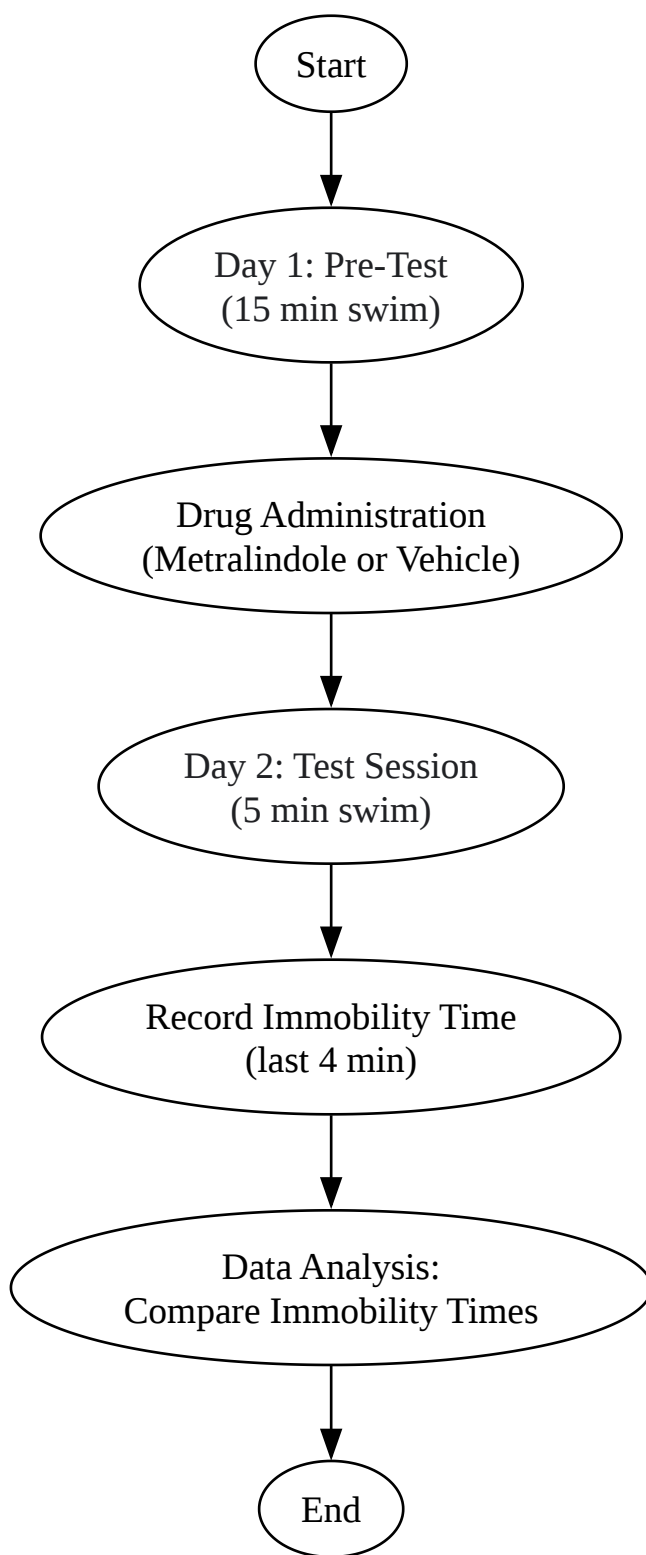 Start
Day 1: Pre-Test
(15 min swim)
Drug Administration
(Metralindole or Vehicle)
Day 2: Test Session
(5 min swim)
Record Immobility Time
(last 4 min)
Data Analysis:
Compare Immobility Times
End